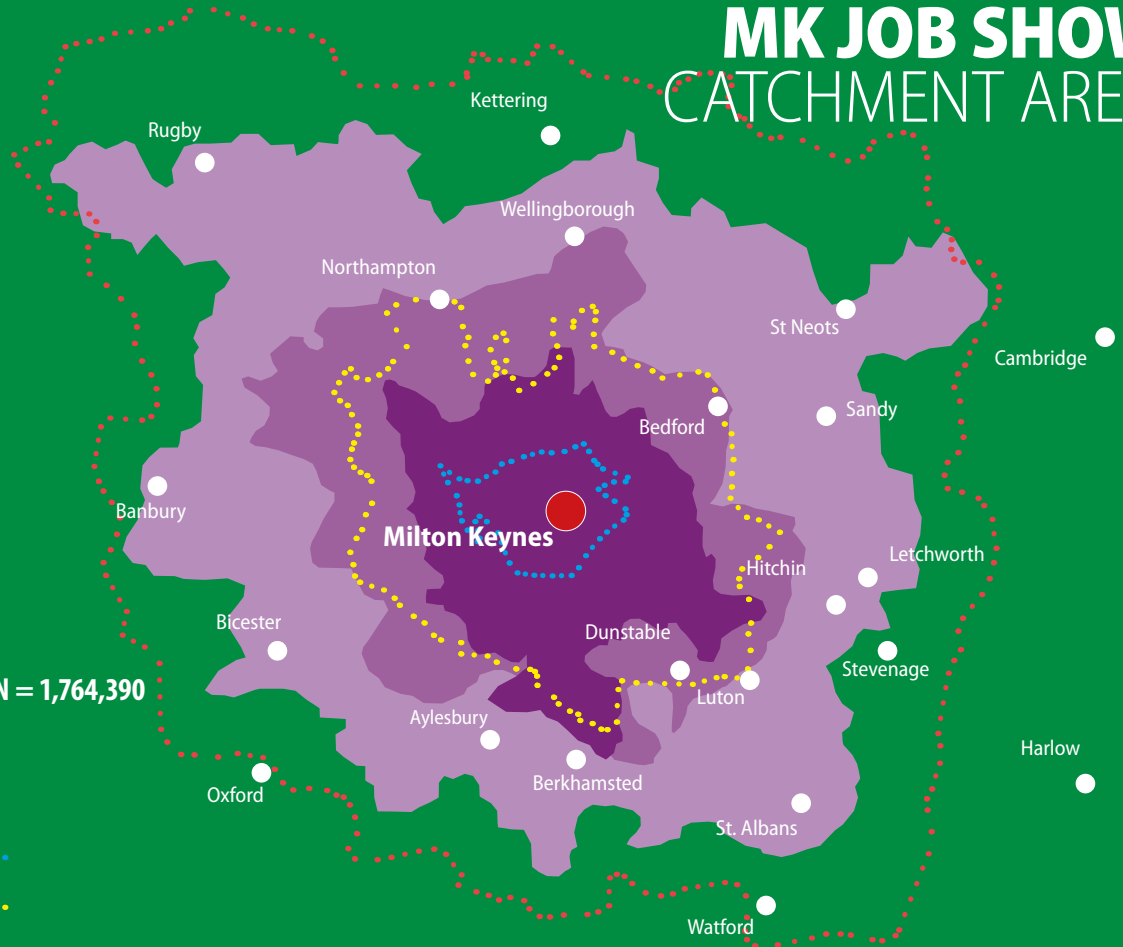 MK JOB SHOW
CATCHMENT ARE
Kettering
Rugby
Wellingborough
Northampton
St Neots
Cambridge
Sandy
Bedford
Banbury
Milton Keynes
Letchworth
Hitchin
Bicester
Dunstable
Stevenage
N = 1,764,390
Luton
Aylesbury
Harlow
Berkhamsted
Oxford
St. Albans
Watford